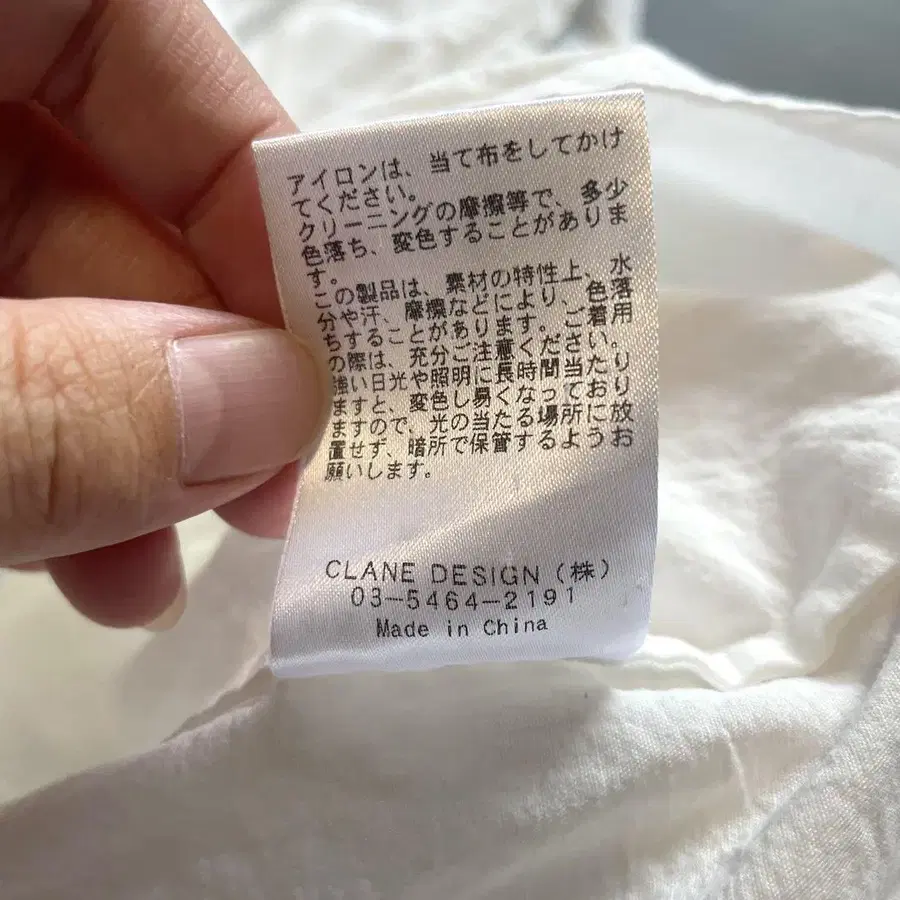 アイロンは、当て布をしてかけ
てください。
クリーニングの摩擦等で、多少
色落ち、変色することがありま
す。
この製品は、素材の特性上、水
分や汗、摩擦などにより、色落
ちすることがあります。ご着用
の際は、充分ご注意ください。
強い日光や照明に長時間当たり
ますと、変色し易くなっており
ますので、光の当たる場所に放
置せず、暗所で保管するようお
願いします。
CLANE DESIGN（株）
03-5464-2191
Made in China